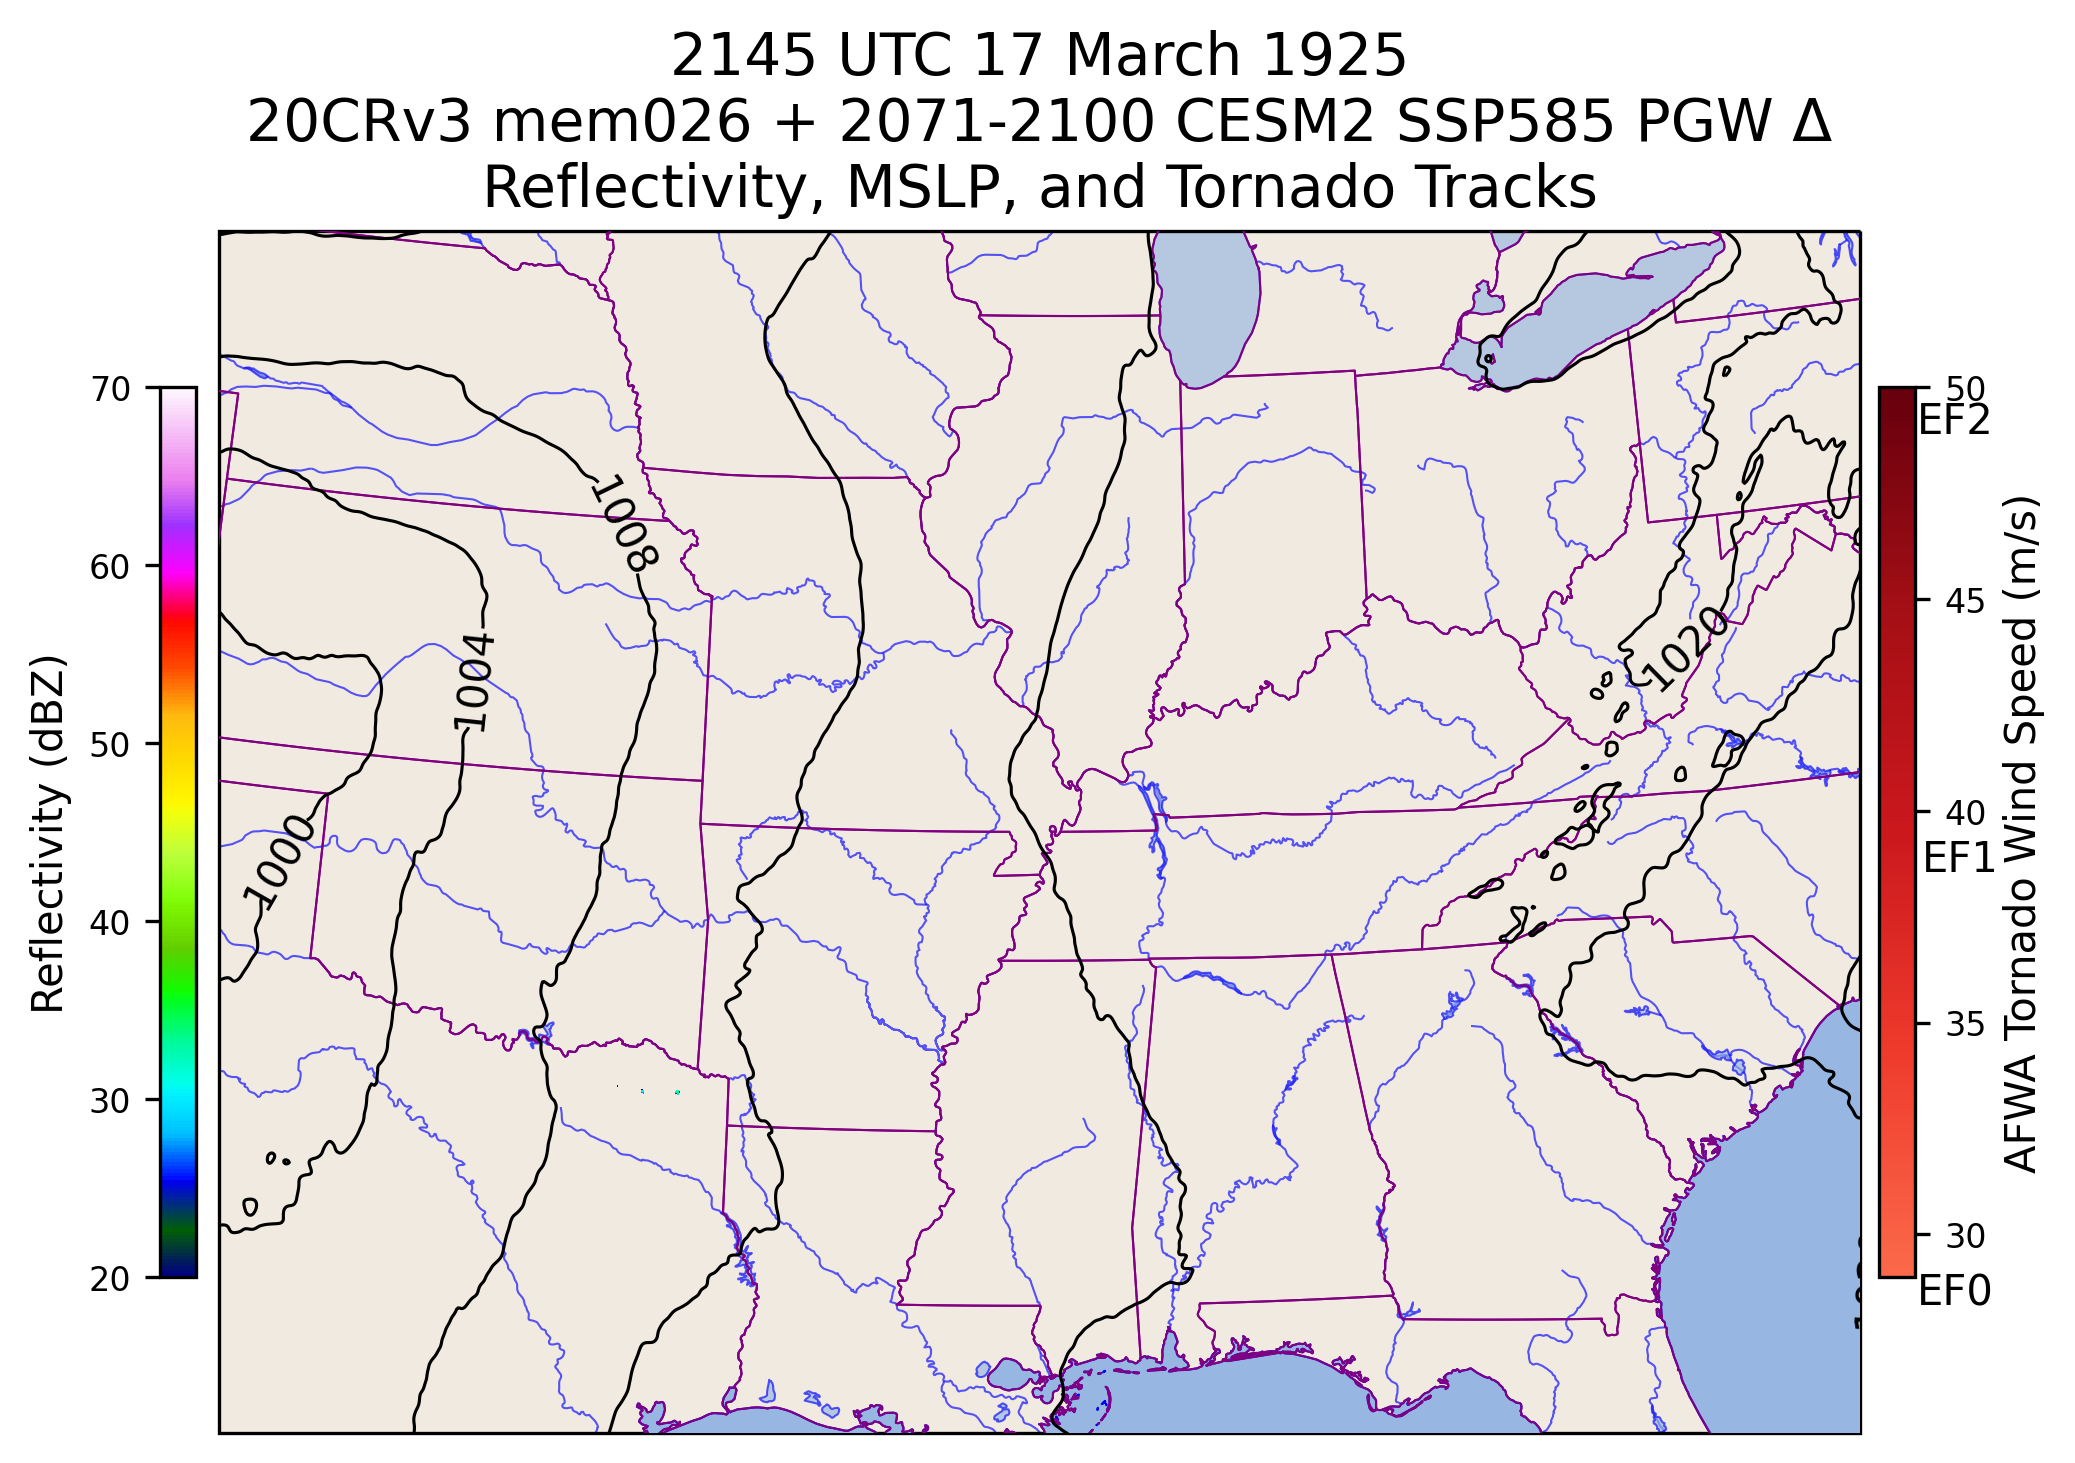 2145 UTC 17 March 1925
20CRv3 mem026 + 2071-2100 CESM2 SSP585 PGW Δ
Reflectivity, MSLP, and Tornado Tracks
70
60
50
40
30
20
Reflectivity (dBZ)
1008
1004
1000
1020
50
EF2
45
40
EF1
35
30
EF0
AFWA Tornado Wind Speed (m/s)